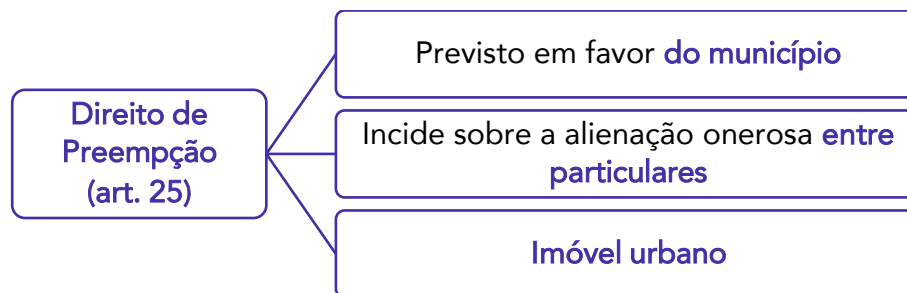 Direito de
Preempção
(art. 25)
Previsto em favor do município
Incide sobre a alienação onerosa entre
particulares
Imóvel urbano